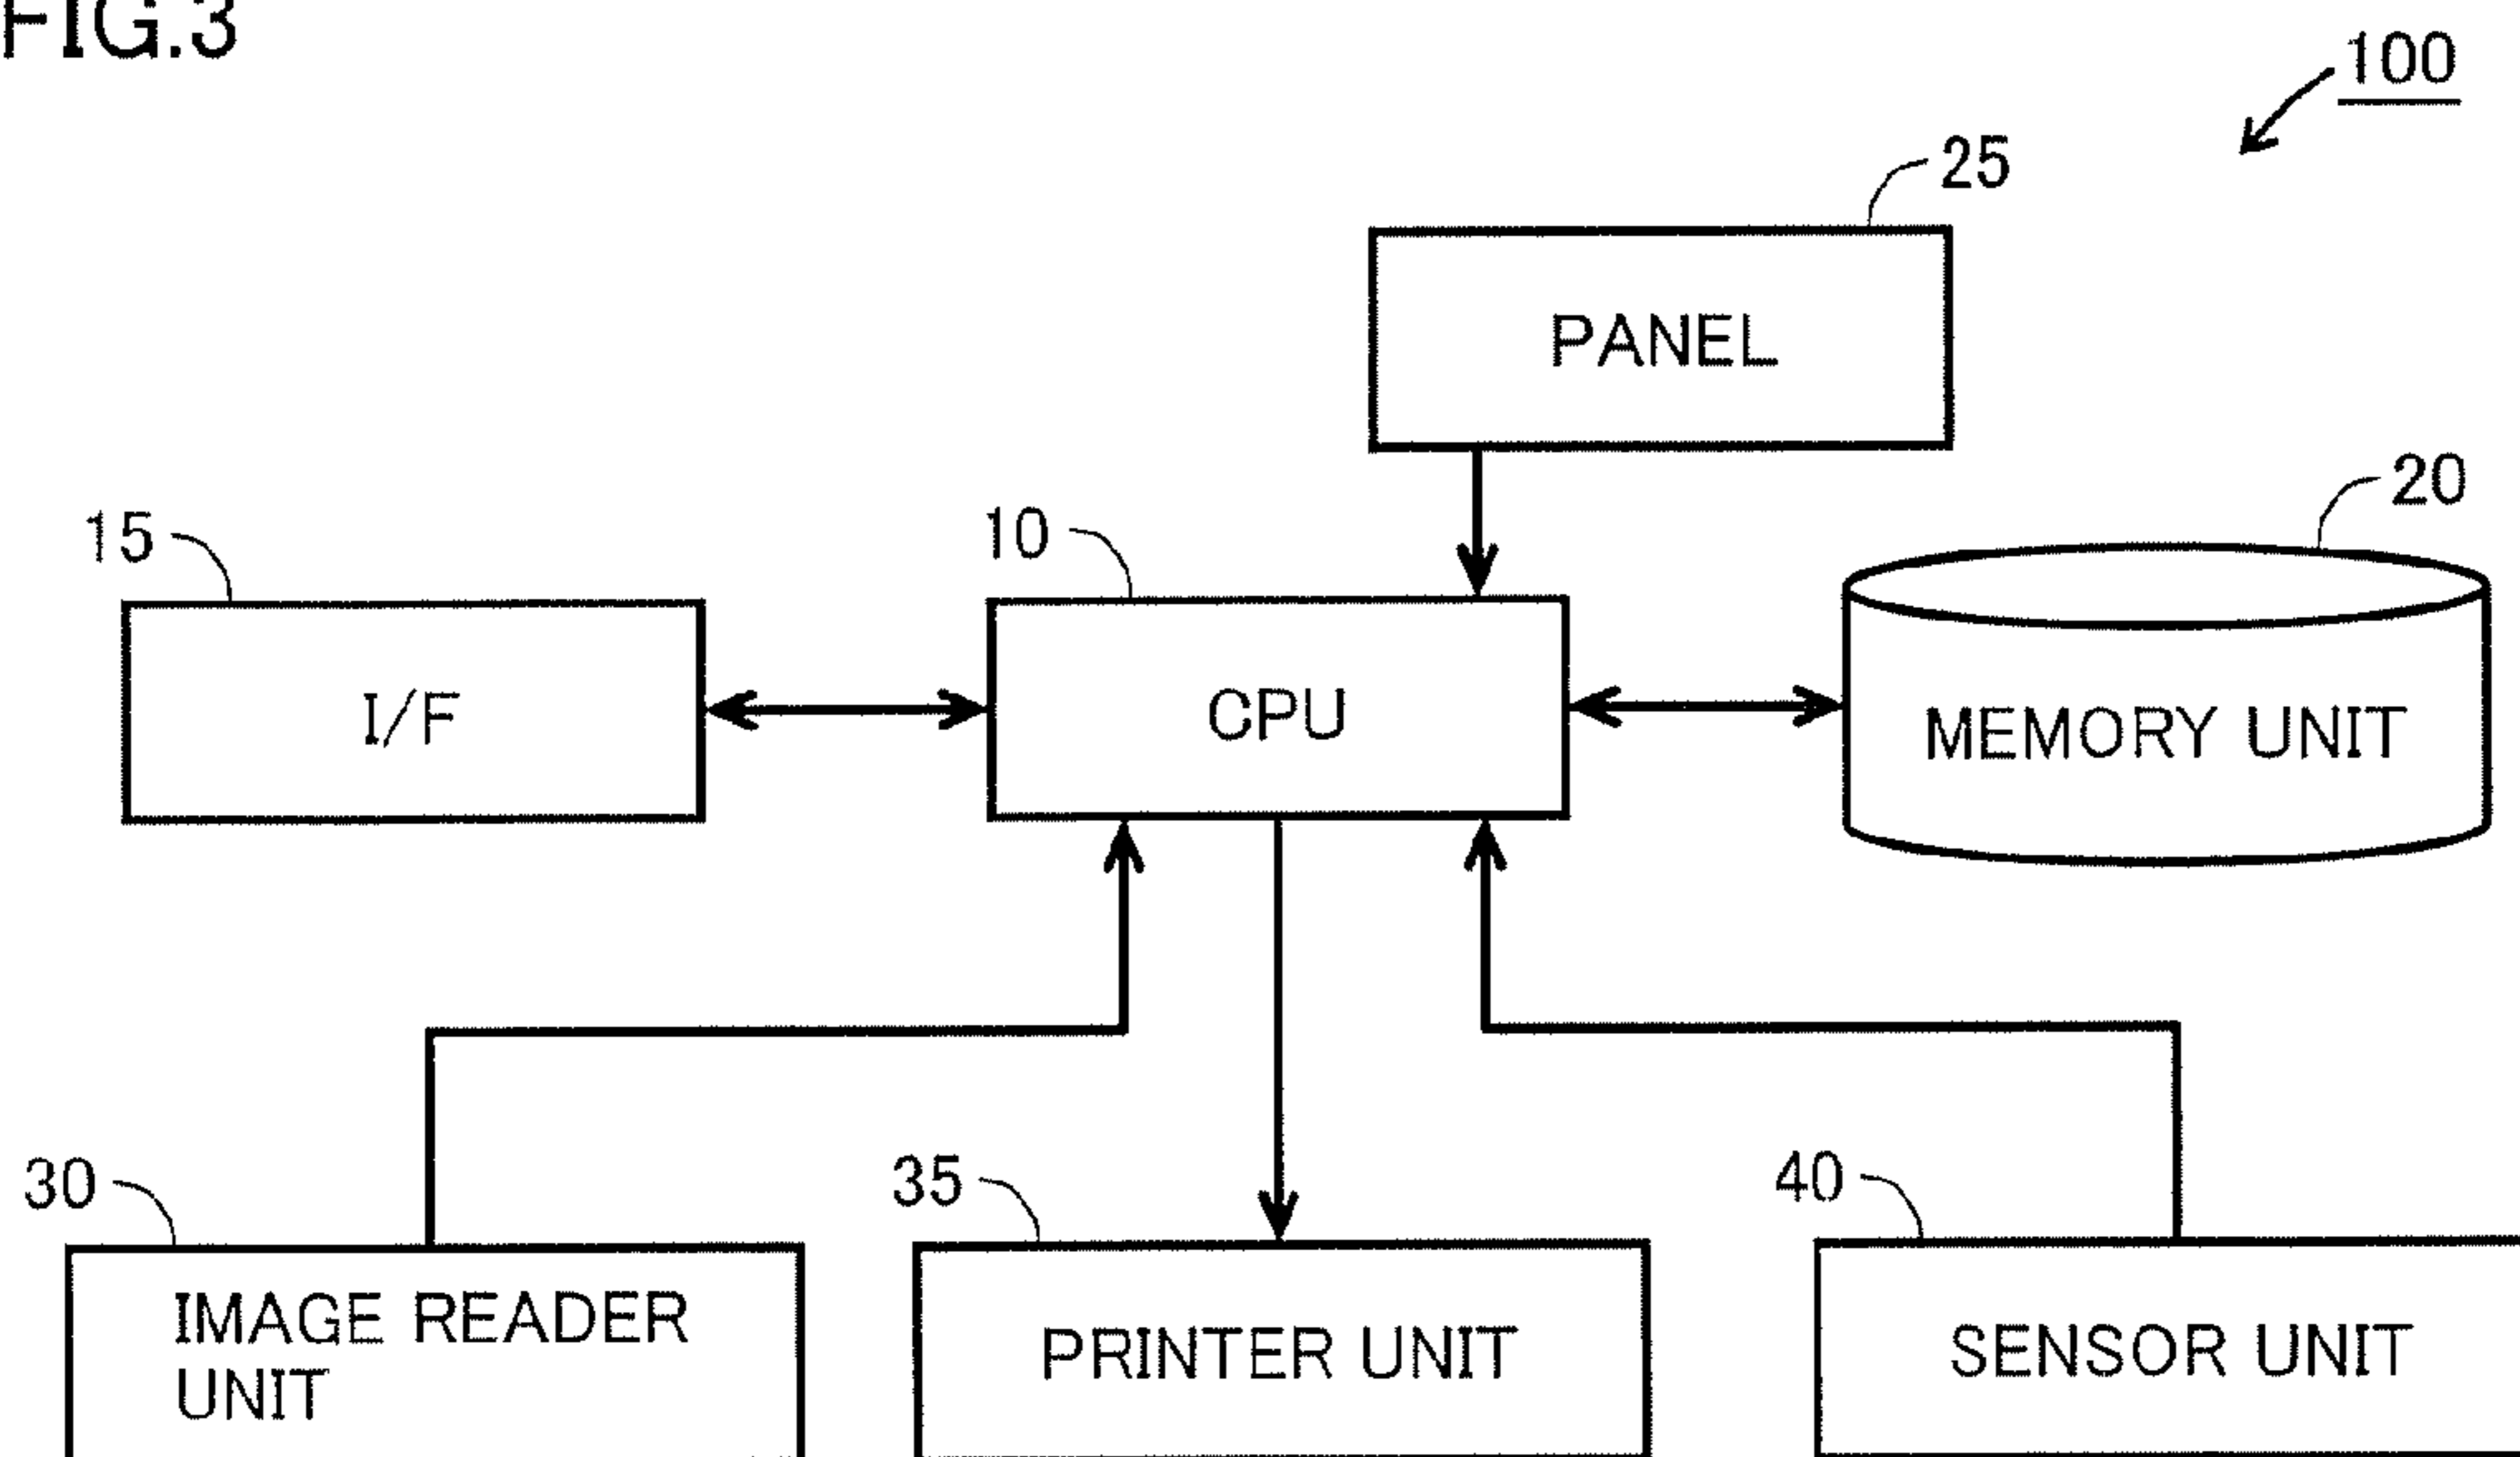 FIG.3
100
25
PANEL
20
15
10
I/F
CPU
MEMORY UNIT
30
35
40
IMAGE READER
UNIT
PRINTER UNIT
SENSOR UNIT